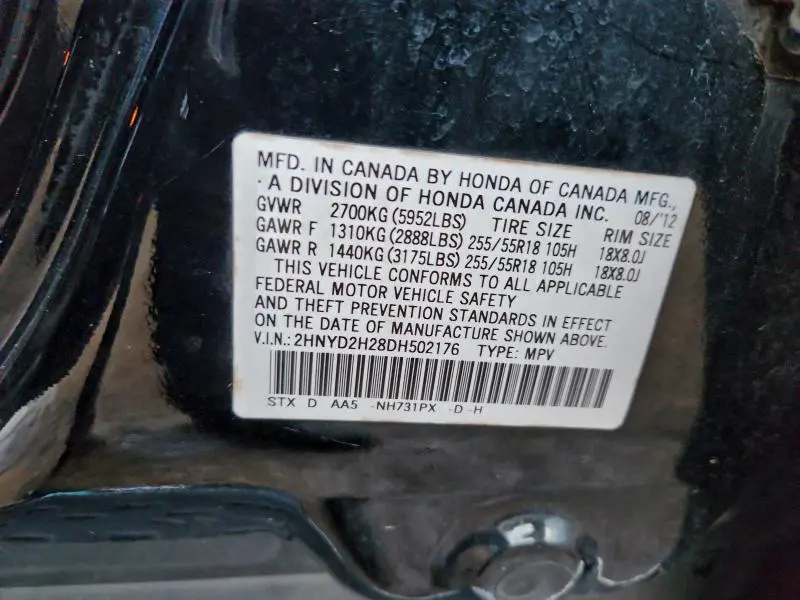 MFD. IN CANADA BY HONDA OF CANADA MFG.,
A DIVISION OF HONDA CANADA INC. 08/'12
GVWR 2700KG (5952LBS) TIRE SIZE RIM SIZE
GAWR F 1310KG (2888LBS) 255/55R18 105H 18X8.0J
GAWR R 1440KG (3175LBS) 255/55R18 105H 18X8.0J
THIS VEHICLE CONFORMS TO ALL APPLICABLE
FEDERAL MOTOR VEHICLE SAFETY
AND THEFT PREVENTION STANDARDS IN EFFECT
ON THE DATE OF MANUFACTURE SHOWN ABOVE.
V.I.N.: 2HNYD2H28DH502176 TYPE: MPV
STX D AA5 -NH731PX -D -H